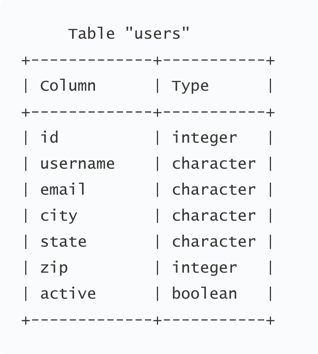 Table "users"
+-------------+-----------+
| Column      | Type      |
+-------------+-----------+
| id          | integer   |
| username    | character |
| email       | character |
| city        | character |
| state       | character |
| zip         | integer   |
| active      | boolean   |
+-------------+-----------+